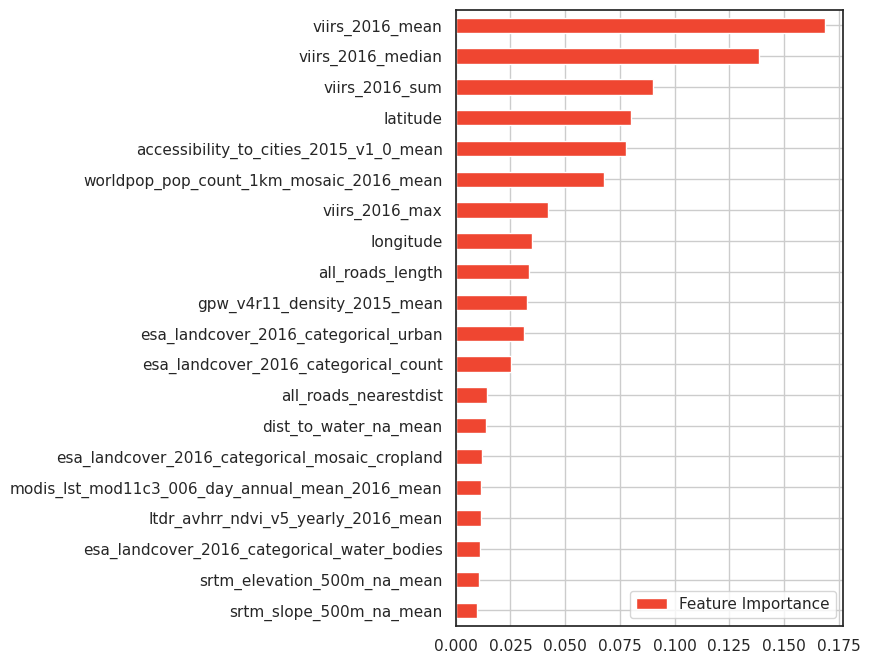 viirs_2016_mean
viirs_2016_median
viirs_2016_sum
latitude
accessibility_to_cities_2015_v1_0_mean
worldpop_pop_count_1km_mosaic_2016_mean
viirs_2016_max
longitude
all_roads_length
gpw_v4r11_density_2015_mean
esa_landcover_2016_categorical_urban
esa_landcover_2016_categorical_count
all_roads_nearestdist
dist_to_water_na_mean
esa_landcover_2016_categorical_mosaic_cropland
modis_lst_mod11c3_006_day_annual_mean_2016_mean
ltdr_avhrr_ndvi_v5_yearly_2016_mean
esa_landcover_2016_categorical_water_bodies
srtm_elevation_500m_na_mean
srtm_slope_500m_na_mean
Feature Importance
0.000 0.025 0.050 0.075 0.100 0.125 0.150 0.175